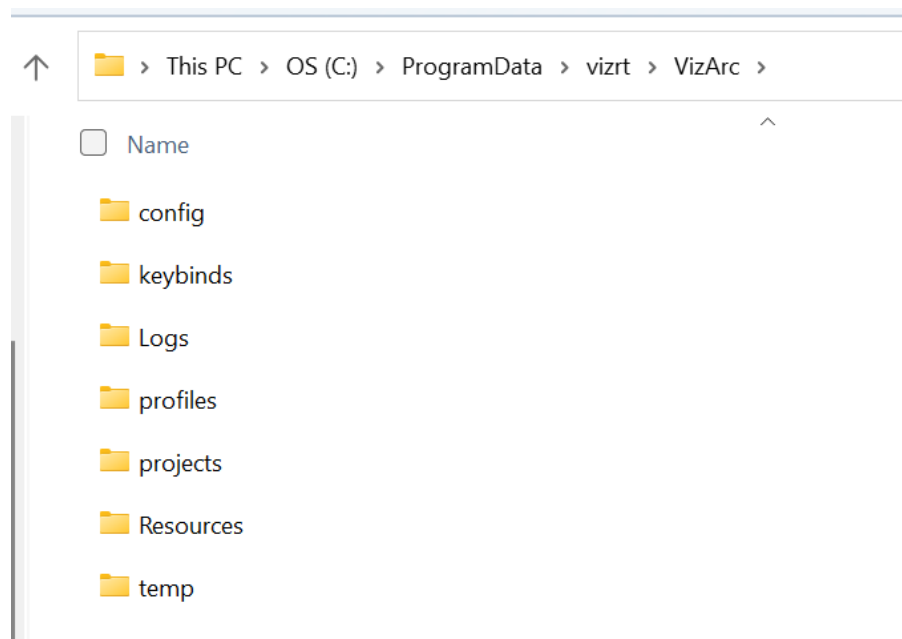 This PC > OS (C:) > ProgramData > vizrt > VizArc >
Name
config
keybinds
Logs
profiles
projects
Resources
temp